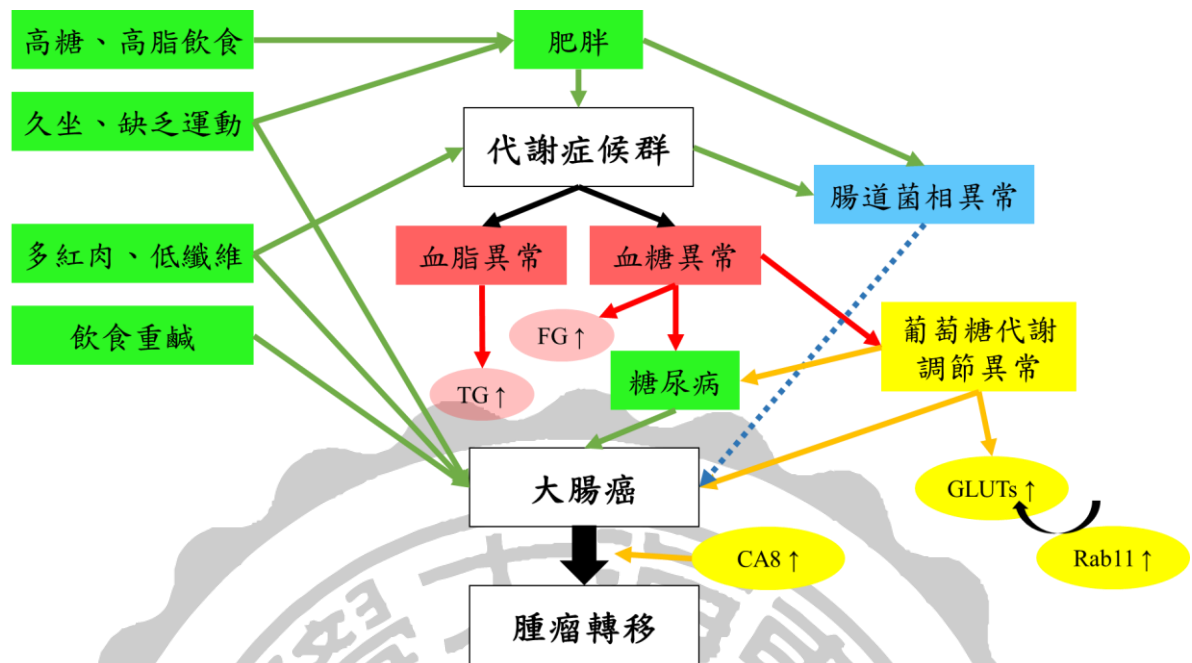 高糖、高脂飲食
肥胖
久坐、缺乏運動
代謝症候群
腸道菌相異常
多紅肉、低纖維
血脂異常
血糖異常
飲食重鹹
FG ↑
葡萄糖代謝
調節異常
TG ↑
糖尿病
大腸癌
GLUTs ↑
CA8 ↑
Rab11 ↑
腫瘤轉移